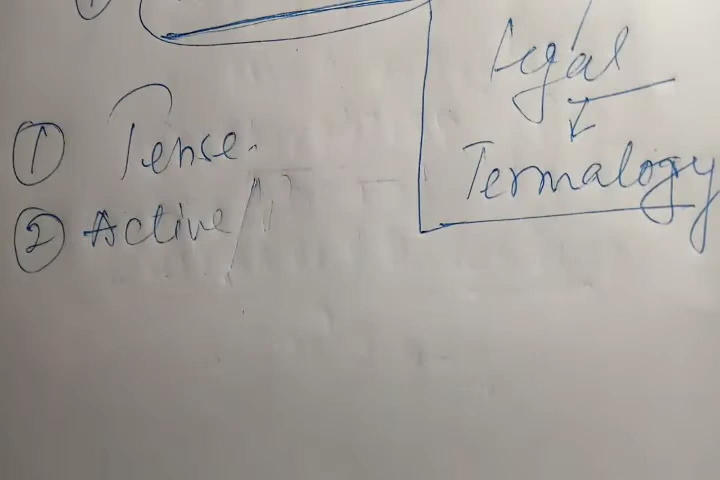 ① Tense.
② Active/
Legal
Termalogy